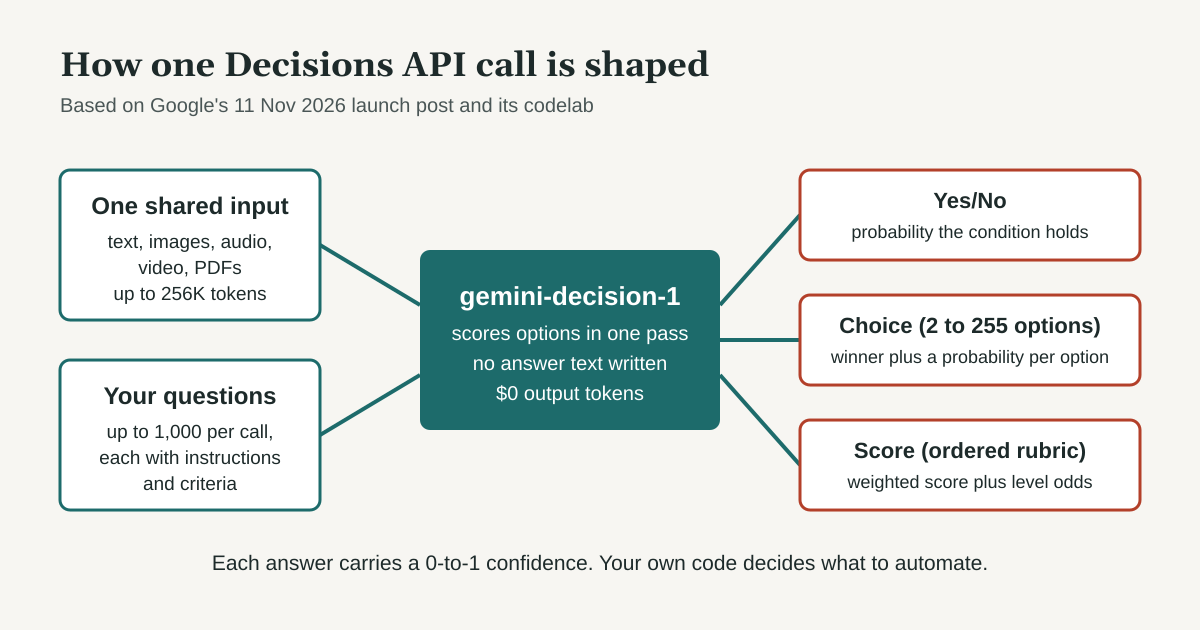 How one Decisions API call is shaped
Based on Google's 11 Nov 2026 launch post and its codelab
One shared input
text, images, audio,
video, PDFs
up to 256K tokens
Your questions
up to 1,000 per call,
each with instructions
and criteria
gemini-decision-1
scores options in one pass
no answer text written
$0 output tokens
Yes/No
probability the condition holds
Choice (2 to 255 options)
winner plus a probability per option
Score (ordered rubric)
weighted score plus level odds
Each answer carries a 0-to-1 confidence. Your own code decides what to automate.